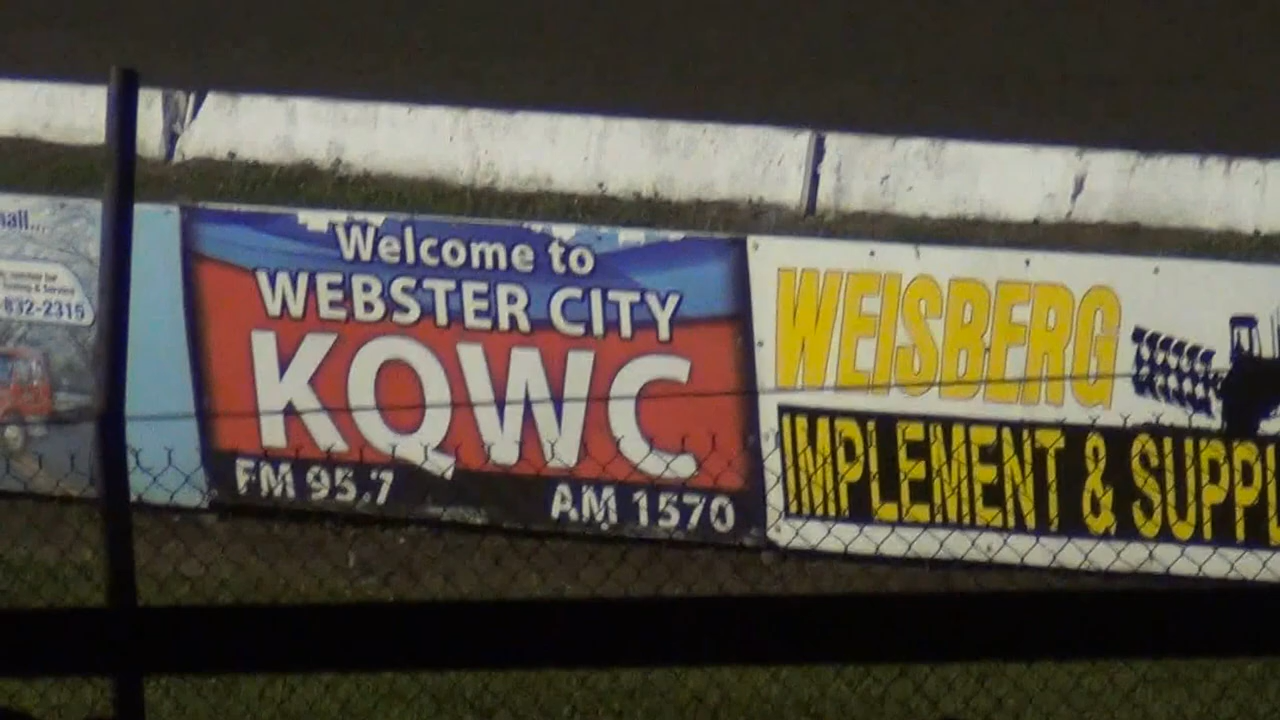 832-2315
Welcome to
WEBSTER CITY
KQWC
FM 95.7
AM 1570
WEISBERG
IMPLEMENT & SUPPL